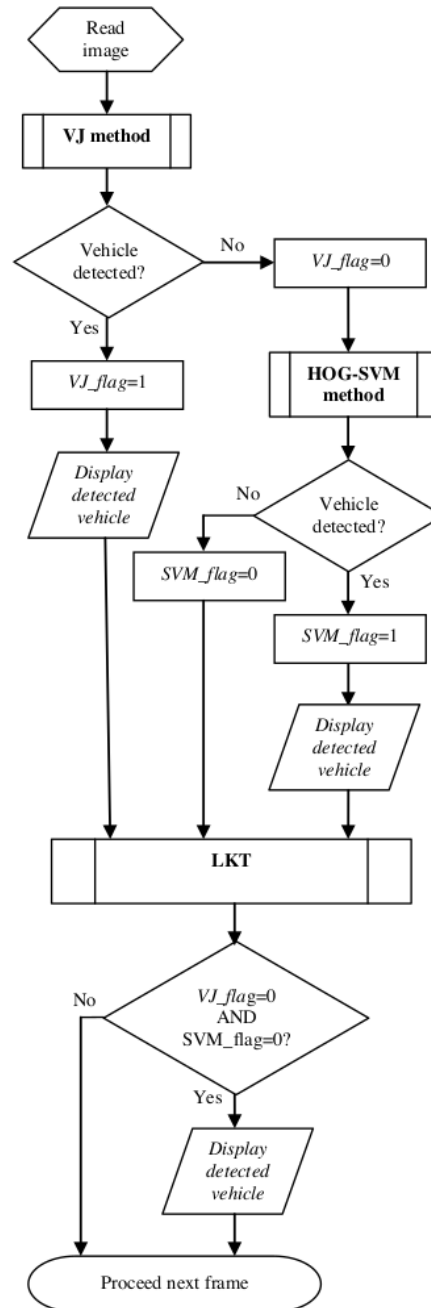 Read
image
VJ method
Vehicle
detected?
No
VJ_flag=0
Yes
VJ_flag=1
HOG-SVM
method
Display
detected
vehicle
No
Vehicle
detected?
SVM_flag=0
Yes
SVM_flag=1
Display
detected
vehicle
LKT
No
VJ_flag=0
AND
SVM_flag=0?
Yes
Display
detected
vehicle
Proceed next frame